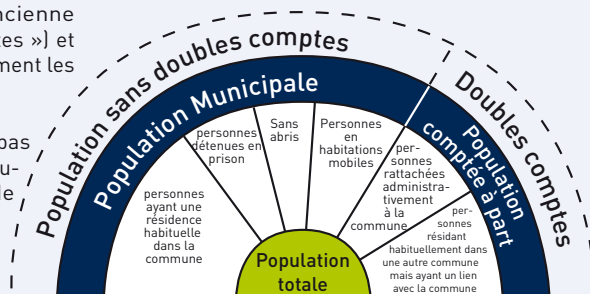 ncienne
tes ») et
ment les
pas
u-
le
Population sans doubles comptes
Doubles comptes
Population Municipale
Population
comptée à part
personnes
ayant une
résidence
habituelle
dans la
commune
personnes
détenues en
prison
Sans
abris
Personnes
en
habitations
mobiles
per-
sonnes
rattachées
administra-
tivement
à la
commune
per-
sonnes
résidant
habituellement dans
une autre commune
mais ayant un lien
avec la commune
Population
totale